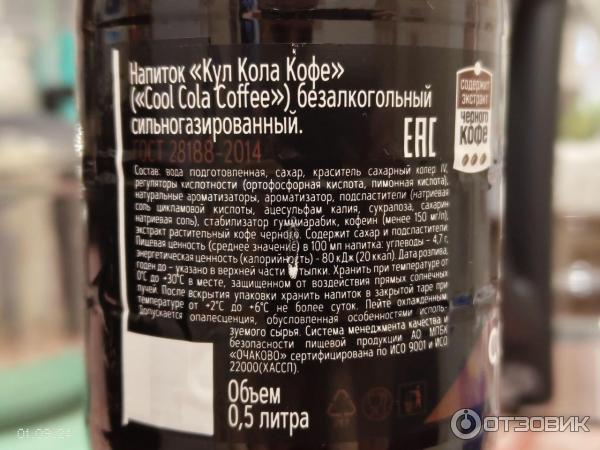 Напиток «Кул Кола Кофе»
(«Cool Cola Coffee») безалкогольный
сильногазированный.
ГОСТ 28188-2014
EAC
содержит
экстракт
черного
кофе
Состав: вода подготовленная, сахар, краситель сахарный колер IV,
регуляторы кислотности (ортофосфорная кислота, лимонная кислота),
натуральные ароматизаторы, ароматизатор, подсластители (натриевая
соль цикламовой кислоты, ацесульфам калия, сукралоза, сахарин
натриевая соль), стабилизатор гуммиарабик, кофеин (менее 150 мг/л),
экстракт растительный кофе черного. Содержит сахар и подсластители.
Пищевая ценность (среднее значение) в 100 мл напитка: углеводы – 4,7 г,
энергетическая ценность (калорийность) - 80 кДж (20 ккал). Дата розлива,
годен до - указано в верхней части бутылки. Хранить при температуре от
0°С до +30°С в месте, защищенном от воздействия прямых солнечных
лучей. После вскрытия упаковки хранить напиток в закрытой таре при
температуре от +2°С до +6°С не более суток. Пейте охлажденным.
Допускается опалесценция, обусловленная особенностями исполь-
зуемого сырья. Система менеджмента качества и
безопасности пищевой продукции АО МПБК
«ОЧАКОВО» сертифицирована по ИСО 9001 и ИСО
22000(ХАССП).
Объем
0,5 литра
01.09.24
ОТЗОВИК